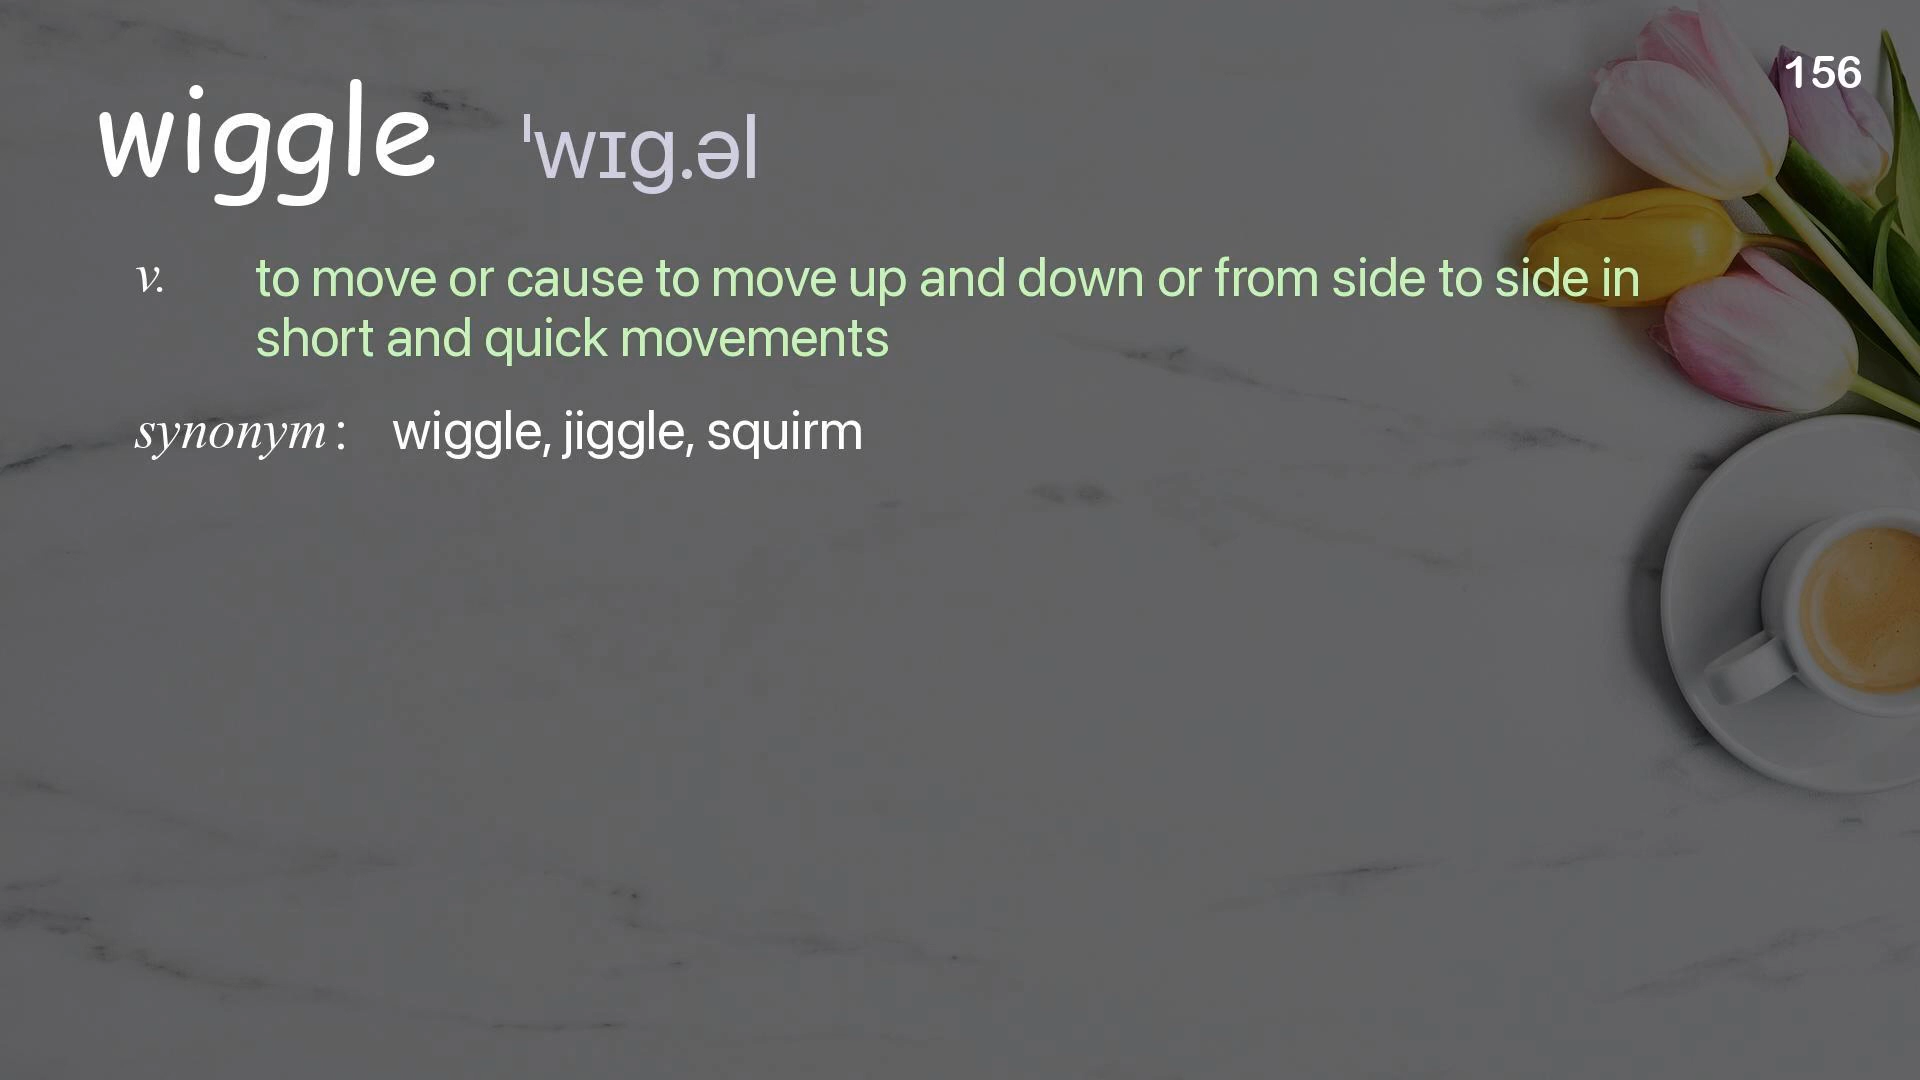 156
wiggle ˈwɪg.əl
v. to move or cause to move up and down or from side to side in
short and quick movements
synonym: wiggle, jiggle, squirm